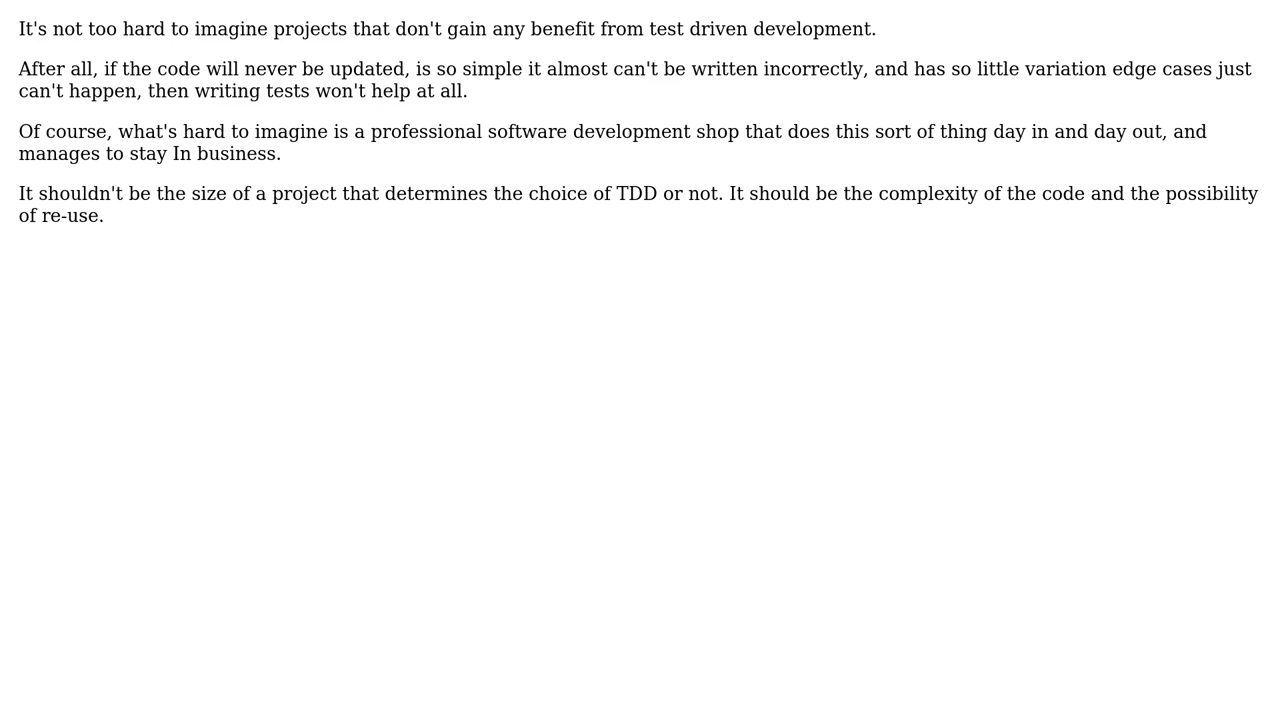 It's not too hard to imagine projects that don't gain any benefit from test driven development.
After all, if the code will never be updated, is so simple it almost can't be written incorrectly, and has so little variation edge cases just
can't happen, then writing tests won't help at all.
Of course, what's hard to imagine is a professional software development shop that does this sort of thing day in and day out, and
manages to stay In business.
It shouldn't be the size of a project that determines the choice of TDD or not. It should be the complexity of the code and the possibility
of re-use.